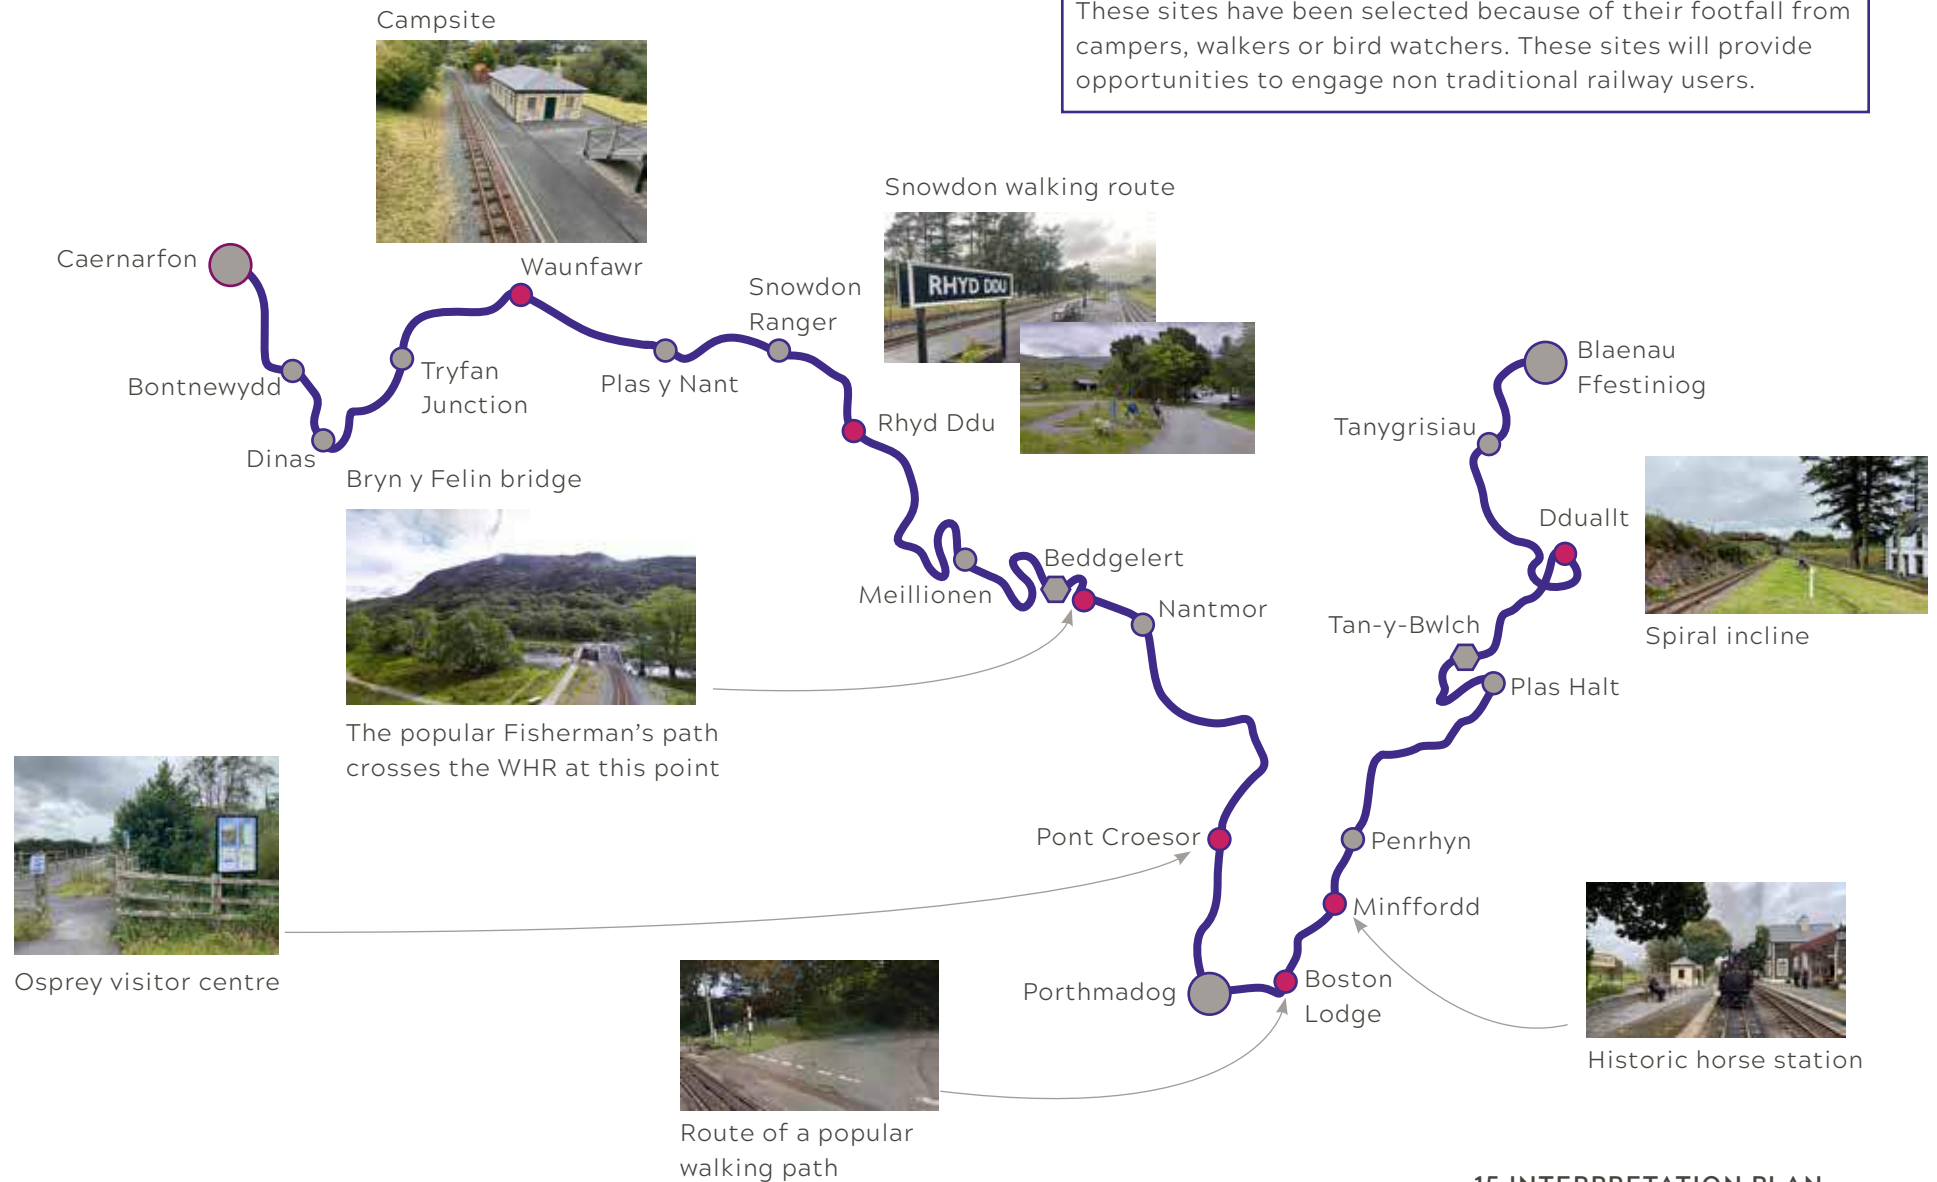 Campsite
These sites have been selected because of their footfall from
campers, walkers or bird watchers. These sites will provide
opportunities to engage non traditional railway users.
Snowdon walking route
RHYD DDU
Caernarfon
Waunfawr
Snowdon
Ranger
Bontnewydd
Tryfan
Junction
Plas y Nant
Dinas
Rhyd Ddu
Blaenau
Ffestiniog
Tanygrisiau
Bryn y Felin bridge
Dduallt
Beddgelert
Meillionen
Nantmor
Tan-y-Bwlch
Spiral incline
Plas Halt
The popular Fisherman’s path
crosses the WHR at this point
Pont Croesor
Penrhyn
Minffordd
Osprey visitor centre
Porthmadog
Boston
Lodge
Historic horse station
Route of a popular
walking path
15 INTERPRETATION PLAN